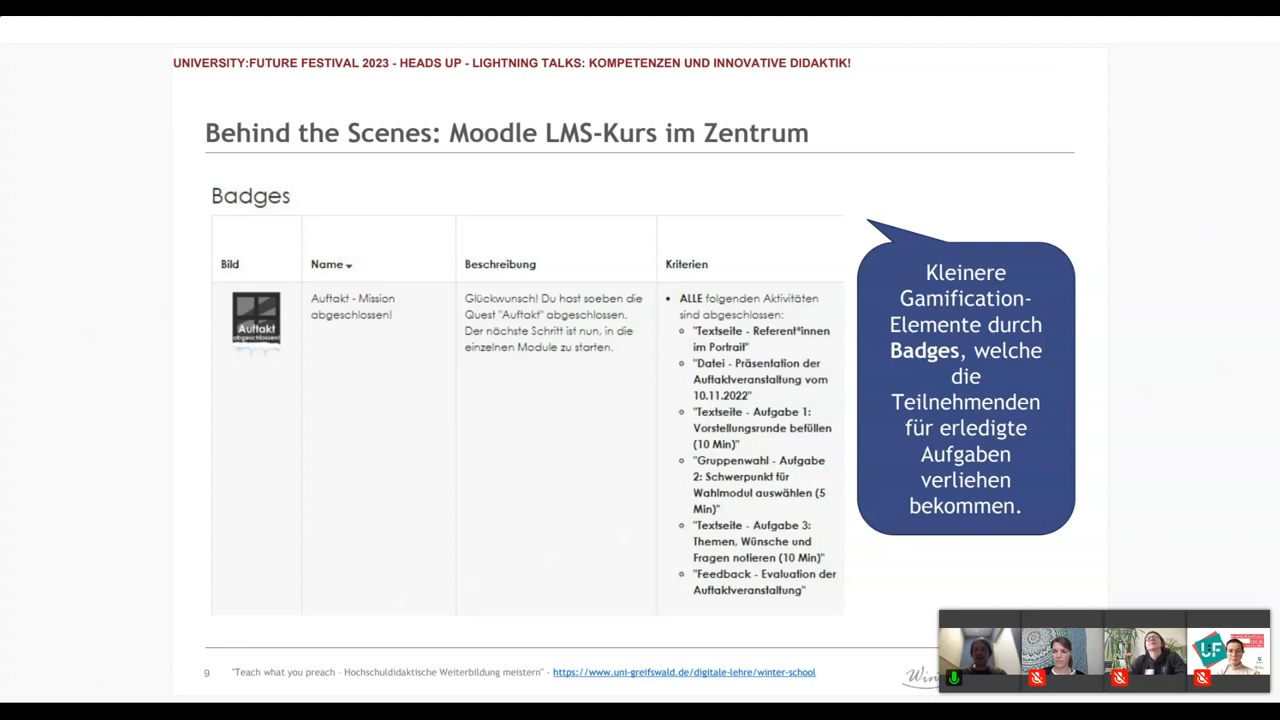 UNIVERSITY:FUTURE FESTIVAL 2023 - HEADS UP - LIGHTNING TALKS: KOMPETENZEN UND INNOVATIVE DIDAKTIK!
Behind the Scenes: Moodle LMS-Kurs im Zentrum
Badges
Bild
Name
Beschreibung
Kriterien
Auftakt
abgeschlossen!
Auftakt - Mission
abgeschlossen!
Glückwunsch! Du hast soeben die
Quest "Auftakt" abgeschlossen.
Der nächste Schritt ist nun, in die
einzelnen Module zu starten.
• ALLE folgenden Aktivitäten
sind abgeschlossen:
"Textseite - Referent*innen
im Portrait"
"Datei - Präsentation der
Auftaktveranstaltung vom
10.11.2022"
"Textseite - Aufgabe 1:
Vorstellungsrunde befüllen
(10 Min)"
"Gruppenwahl - Aufgabe
2: Schwerpunkt für
Wahlmodul auswählen (5
Min)"
"Textseite - Aufgabe 3:
Themen, Wünsche und
Fragen notieren (10 Min)"
"Feedback - Evaluation der
Auftaktveranstaltung"
Kleinere
Gamification-
Elemente durch
Badges, welche
die
Teilnehmenden
für erledigte
Aufgaben
verliehen
bekommen.
9
"Teach what you preach - Hochschuldidaktische Weiterbildung meistern" - https://www.uni-greifswald.de/digitale-lehre/winter-school
Win
U:F